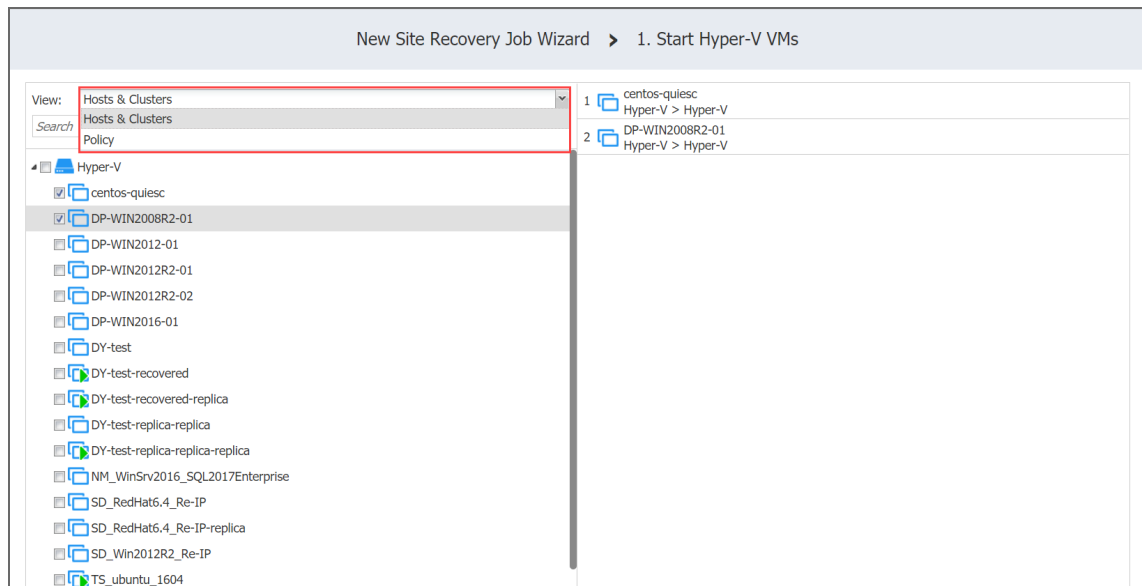 New Site Recovery Job Wizard > 1. Start Hyper-V VMs
View: Hosts & Clusters
Hosts & Clusters
Search
Policy
Hyper-V
centos-quiesc
DP-WIN2008R2-01
DP-WIN2012-01
DP-WIN2012R2-01
DP-WIN2012R2-02
DP-WIN2016-01
DY-test
DY-test-recovered
DY-test-recovered-replica
DY-test-replica-replica
DY-test-replica-replica-replica
NM_WinSrv2016_SQL2017Enterprise
SD_RedHat6.4_Re-IP
SD_RedHat6.4_Re-IP-replica
SD_Win2012R2_Re-IP
TS_ubuntu_1604
1 centos-quiesc
Hyper-V > Hyper-V
2 DP-WIN2008R2-01
Hyper-V > Hyper-V